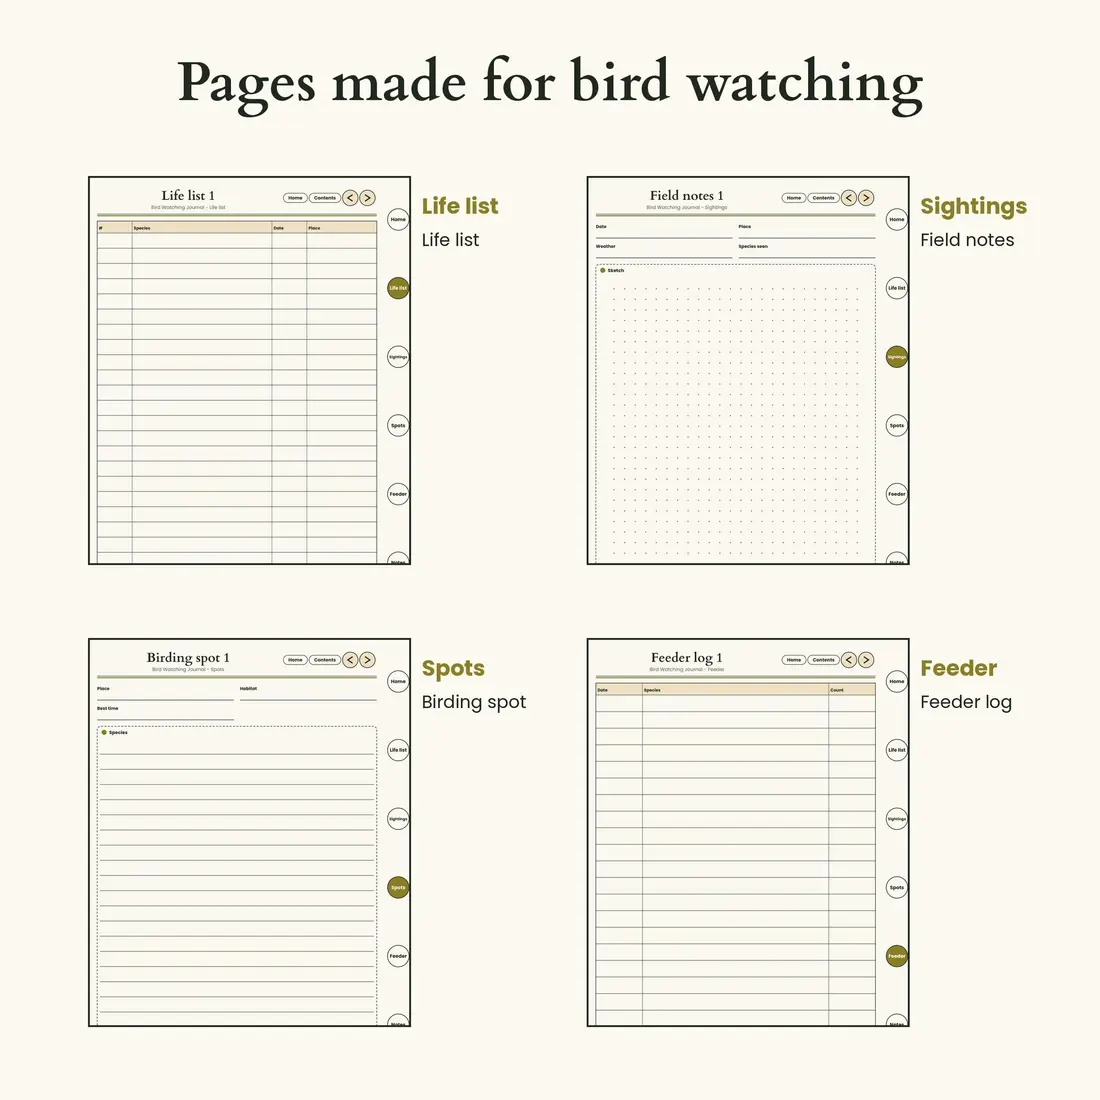 Pages made for bird watching
Life list 1
Bird Watching Journal - Life list
Home
Contents
<
>
#
Species
Date
Place
Home
Life list
Sightings
Spots
Feeder
Notes
Life list
Life list
Field notes 1
Bird Watching Journal - Sightings
Home
Contents
<
>
Date
Place
Weather
Species seen
Sketch
Home
Life list
Sightings
Spots
Feeder
Notes
Sightings
Field notes
Birding spot 1
Bird Watching Journal - Spots
Home
Contents
<
>
Place
Habitat
Best time
Species
Home
Life list
Sightings
Spots
Feeder
Notes
Spots
Birding spot
Feeder log 1
Bird Watching Journal - Feeder
Home
Contents
<
>
Date
Species
Count
Home
Life list
Sightings
Spots
Feeder
Notes
Feeder
Feeder log